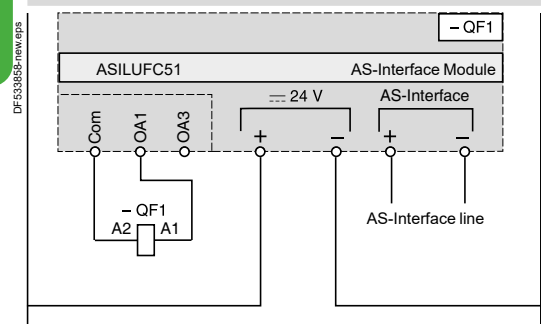 DF533858-new.eps
– QF1
ASILUFC51 AS-Interface Module
⎓ 24 V AS-Interface
Com OA1 OA3 + – + –
AS-Interface line
– QF1
A2 A1